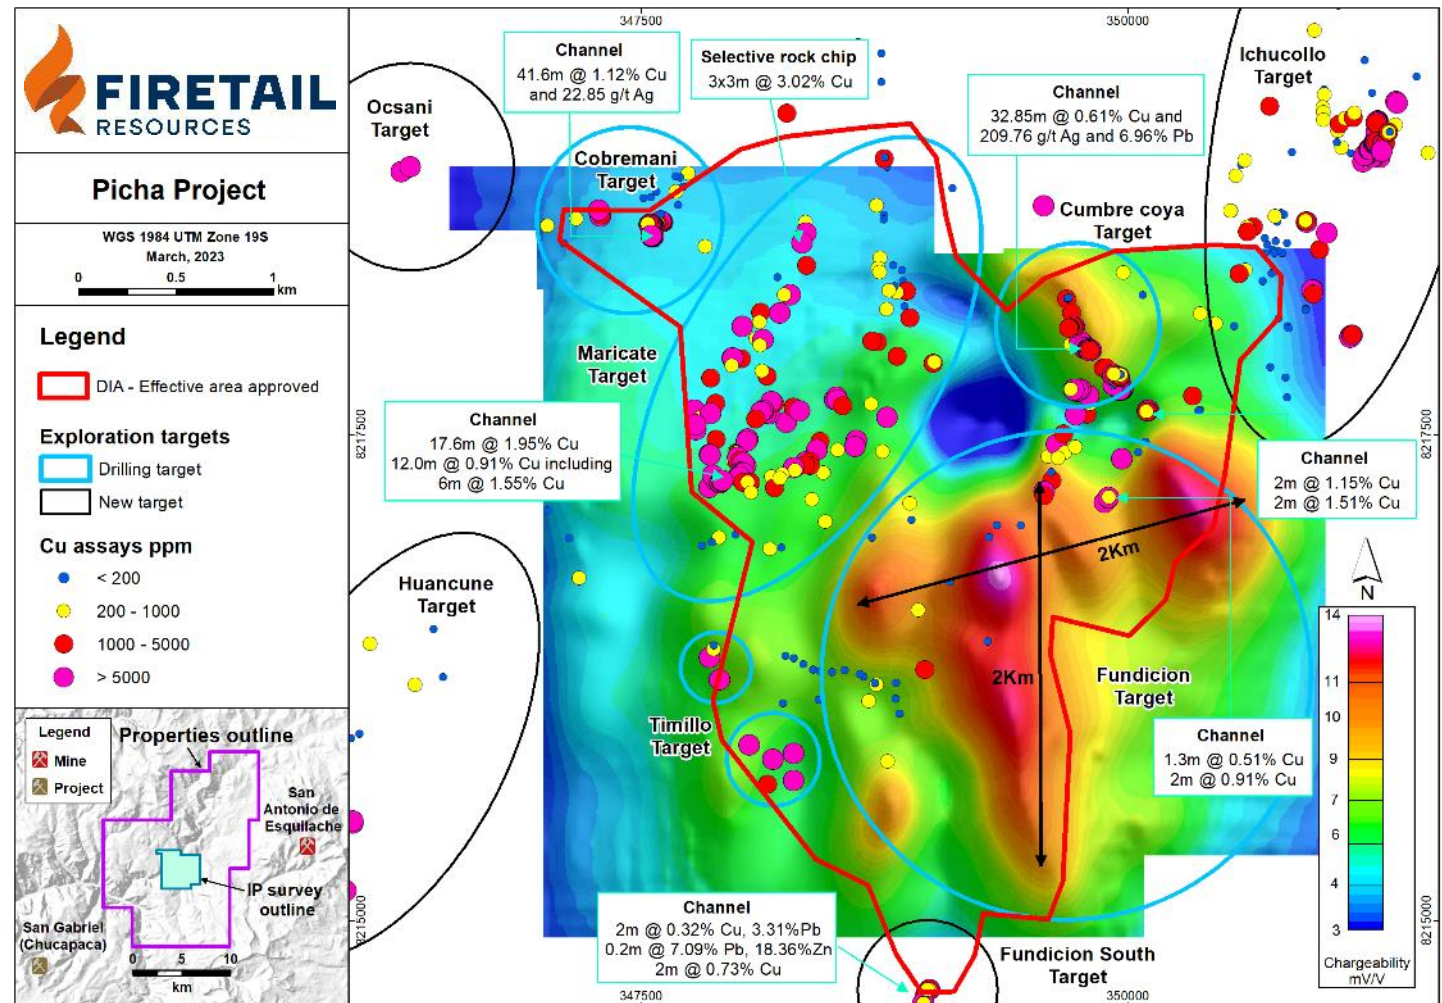 FIRETAIL
RESOURCES
Picha Project
WGS 1984 UTM Zone 19S
March, 2023
0 0.5 1
km
Legend
DIA - Effective area approved
Exploration targets
Drilling target
New target
Cu assays ppm
< 200
200 - 1000
1000 - 5000
> 5000
Legend
Mine
Project
Properties outline
San
Antonio de
Esquilache
IP survey
outline
San Gabriel
(Chucapaca)
0 5 10
km
347500
350000
Ocsani
Target
Channel
41.6m @ 1.12% Cu
and 22.85 g/t Ag
Selective rock chip
3x3m @ 3.02% Cu
Channel
32.85m @ 0.61% Cu and
209.76 g/t Ag and 6.96% Pb
Ichucollo
Target
Cobremani
Target
Cumbre coya
Target
Maricate
Target
Channel
17.6m @ 1.95% Cu
12.0m @ 0.91% Cu including
6m @ 1.55% Cu
8217500
8217500
Channel
2m @ 1.15% Cu
2m @ 1.51% Cu
2Km
Huancune
Target
N
2Km
Fundicion
Target
Timillo
Target
Channel
1.3m @ 0.51% Cu
2m @ 0.91% Cu
14
11
10
9
6
4
3
Chargeability
mV/V
Channel
2m @ 0.32% Cu, 3.31%Pb
0.2m @ 7.09% Pb, 18.36%Zn
2m @ 0.73% Cu
Fundicion South
Target
8215000
8215000
347500
350000